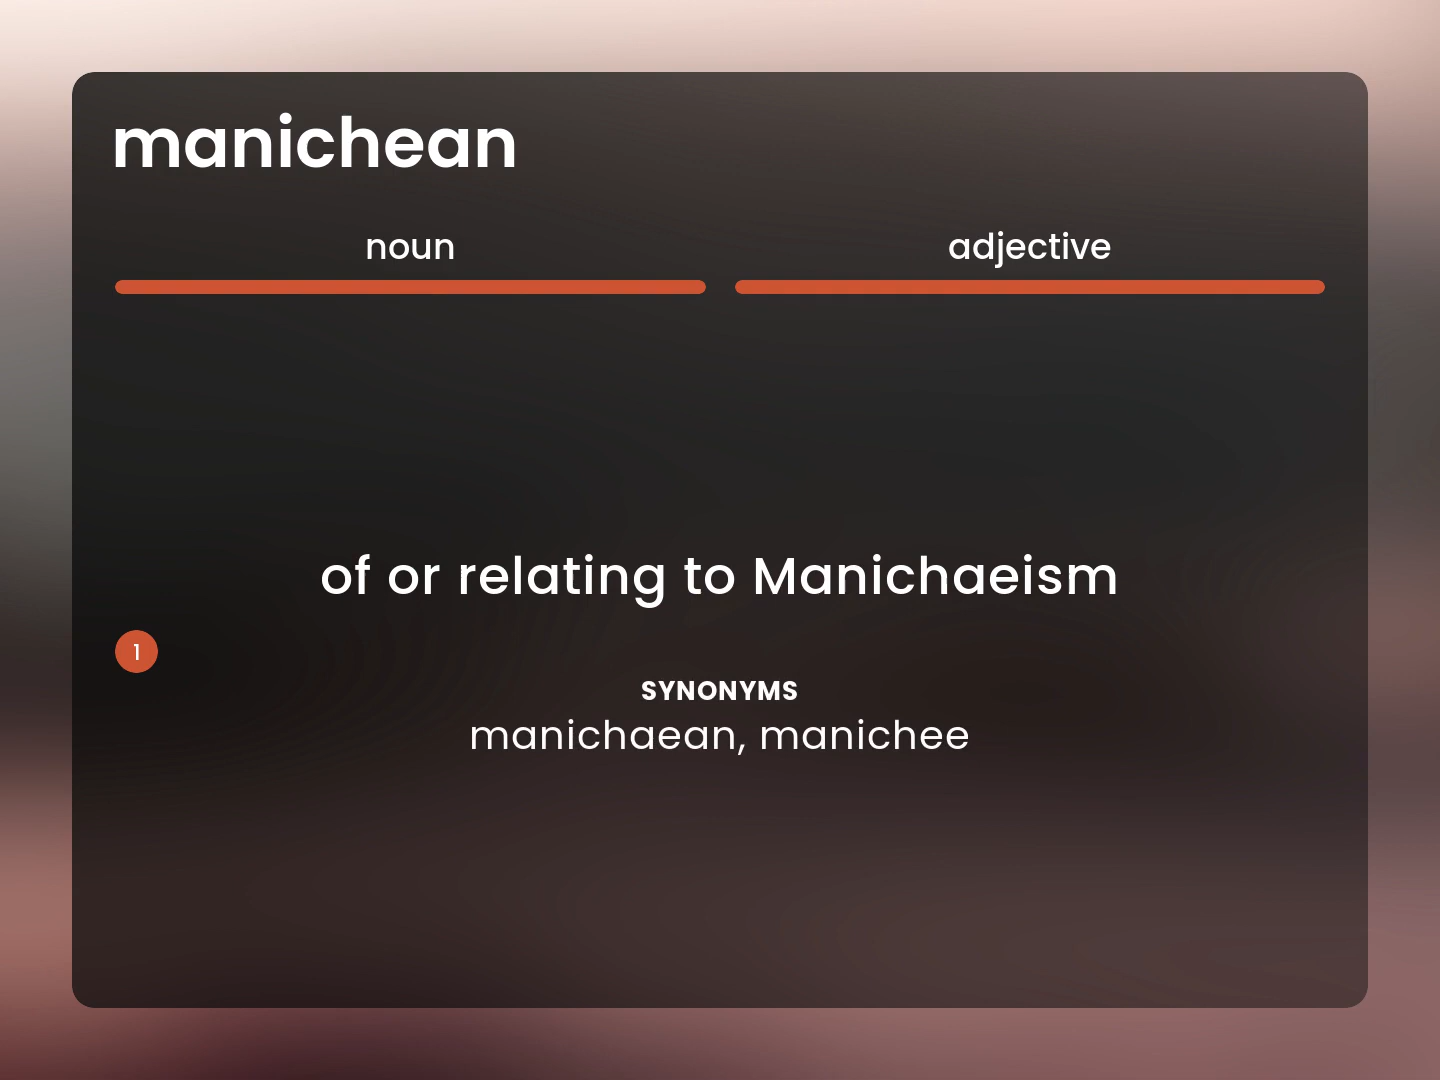 manichean
noun
adjective
of or relating to Manichaeism
1
SYNONYMS
manichaean, manichee